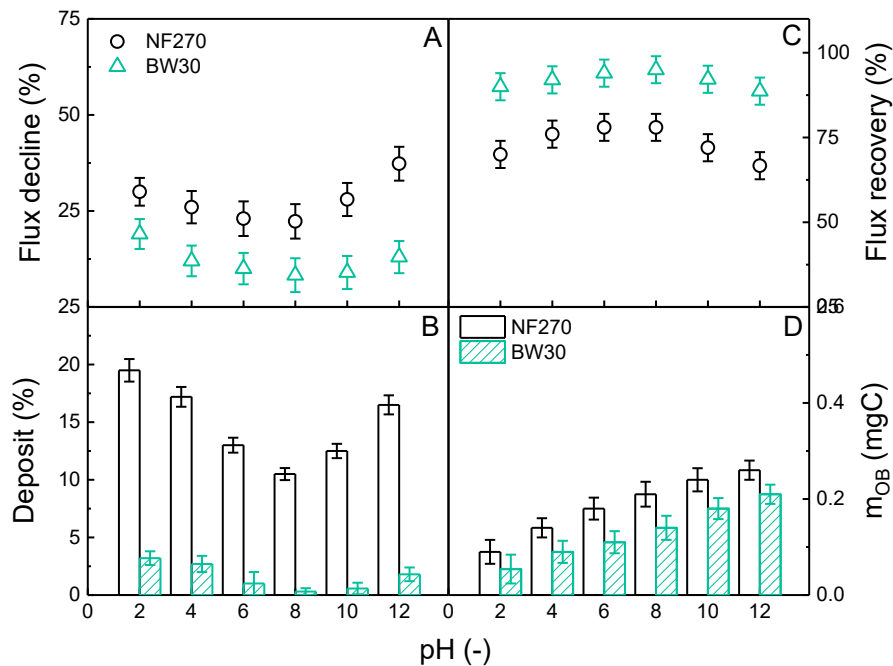 75
50
25
Flux decline (%)
NF270
BW30
A
C
100
75
50
Flux recovery (%)
25
20
15
10
5
0
Deposit (%)
B
NF270
BW30
D
25
0.6
0.4
0.2
0.0
mOB (mgC)
0 2 4 6 8 10 12
0 2 4 6 8 10 12
pH (-)